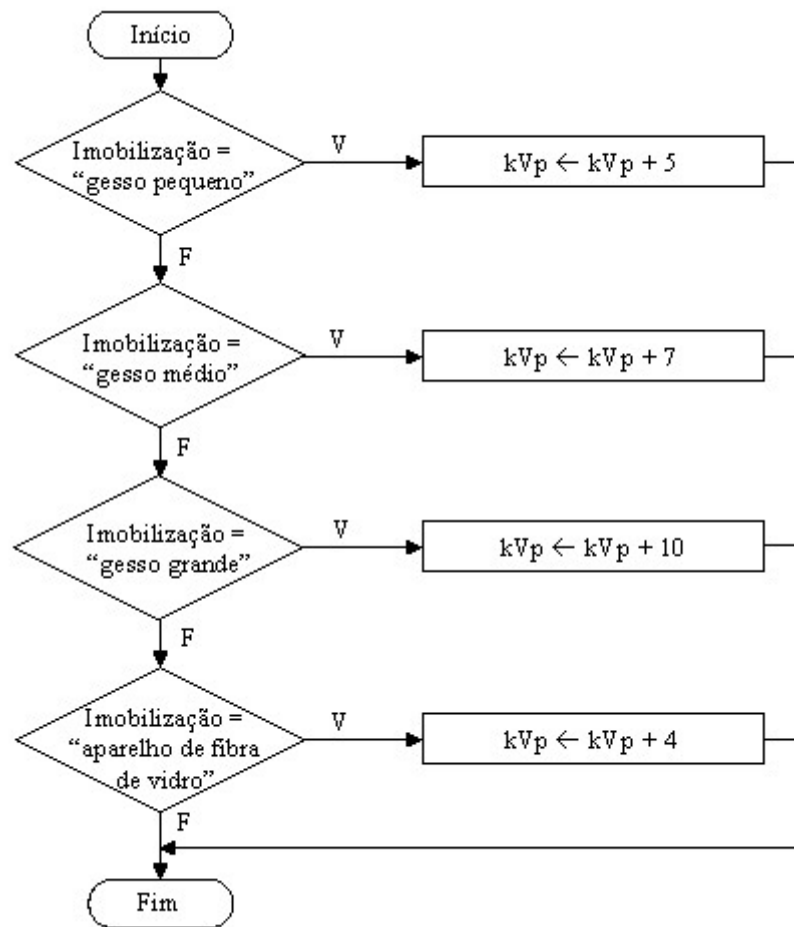 Início
Imobilização =
“gesso pequeno”
V
kVp ← kVp + 5
F
Imobilização =
“gesso médio”
V
kVp ← kVp + 7
F
Imobilização =
“gesso grande”
V
kVp ← kVp + 10
F
Imobilização =
“aparelho de fibra
de vidro”
V
kVp ← kVp + 4
F
Fim